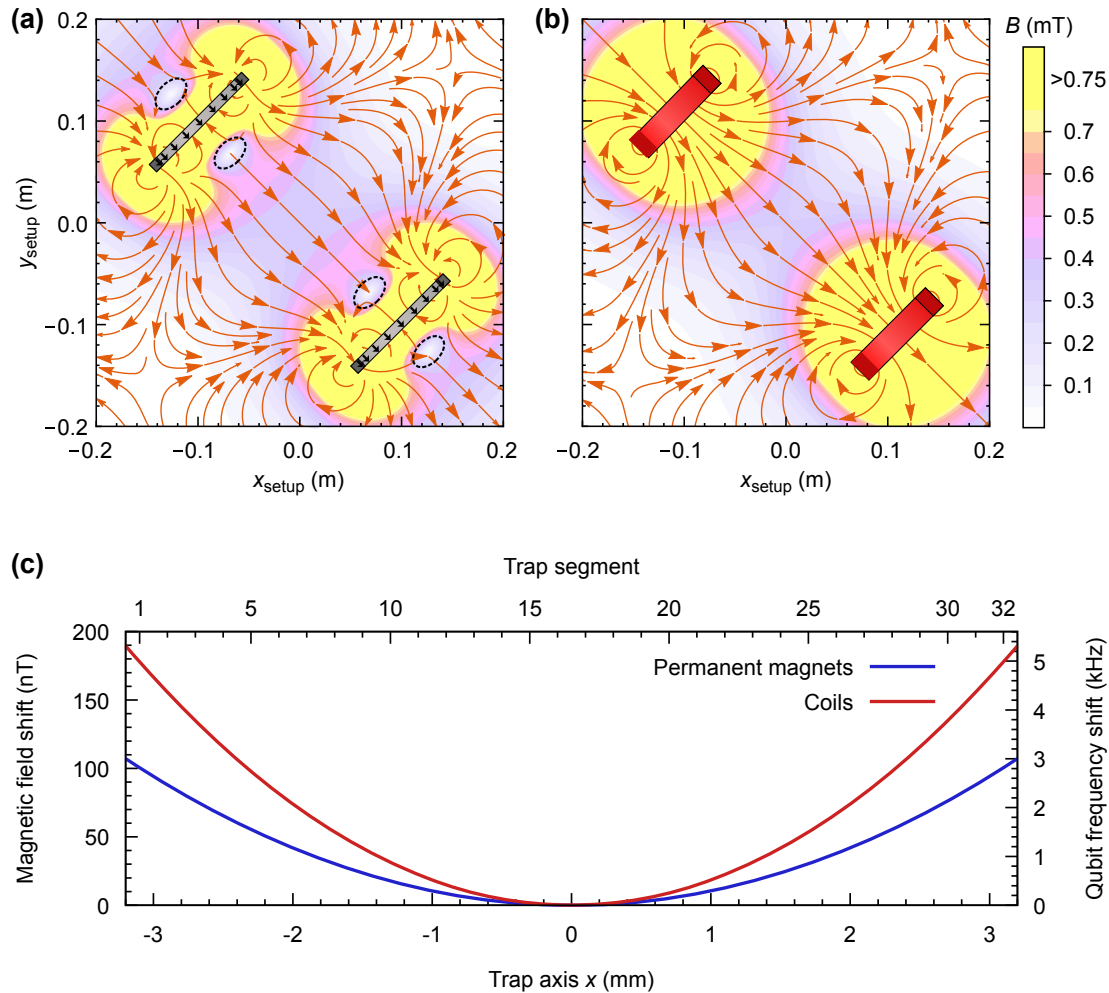 (a)
(b)
B (mT)
0.2
0.1
0.0
−0.1
−0.2
y_setup (m)
−0.2 −0.1 0.0 0.1 0.2
x_setup (m)
−0.2 −0.1 0.0 0.1 0.2
x_setup (m)
>0.75
0.7
0.6
0.5
0.4
0.3
0.2
0.1
(c)
Trap segment
1 5 10 15 20 25 30 32
200
150
100
50
0
Magnetic field shift (nT)
Permanent magnets
Coils
5
4
3
2
1
0
Qubit frequency shift (kHz)
-3 -2 -1 0 1 2 3
Trap axis x (mm)